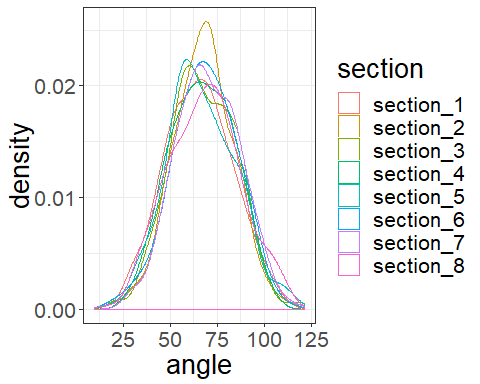 section
section_1
section_2
section_3
section_4
section_5
section_6
section_7
section_8
density
0.02
0.01
0.00
25 50 75 100 125
angle